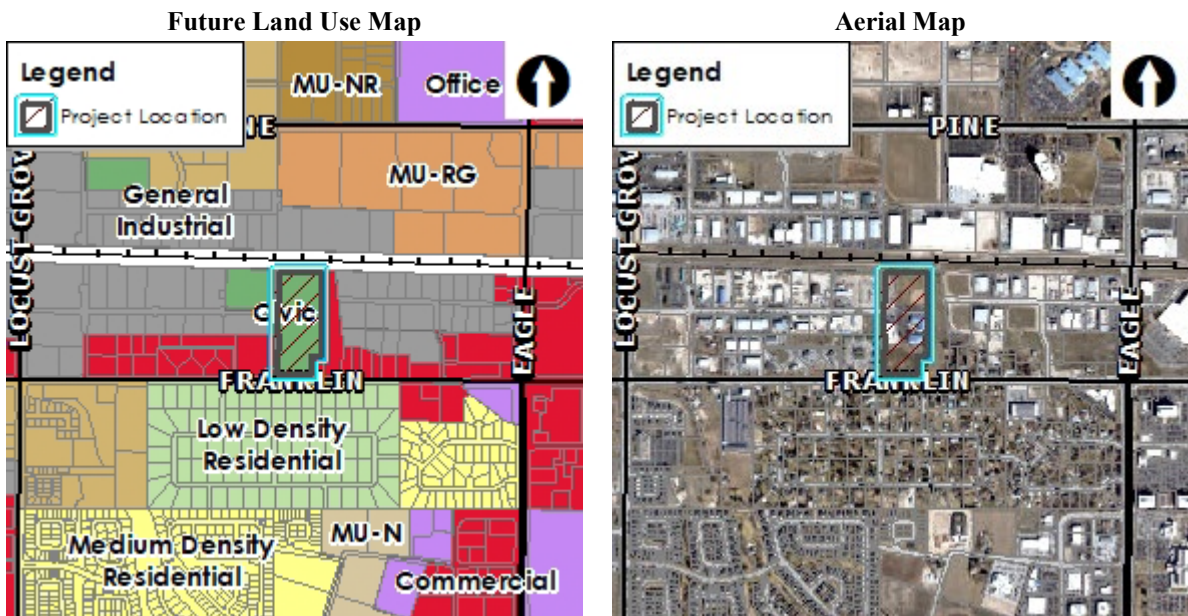 Future Land Use Map
Legend
Project Location
MU-NR
Office
NE
LOCUST GROV
General
Industrial
MU-RG
Civic
EAGLE
FRANKLIN
Low Density
Residential
MU-N
Medium Density
Residential
Commercial
Aerial Map
Legend
Project Location
PINE
LOCUST GROV
EAGLE
FRANKLIN